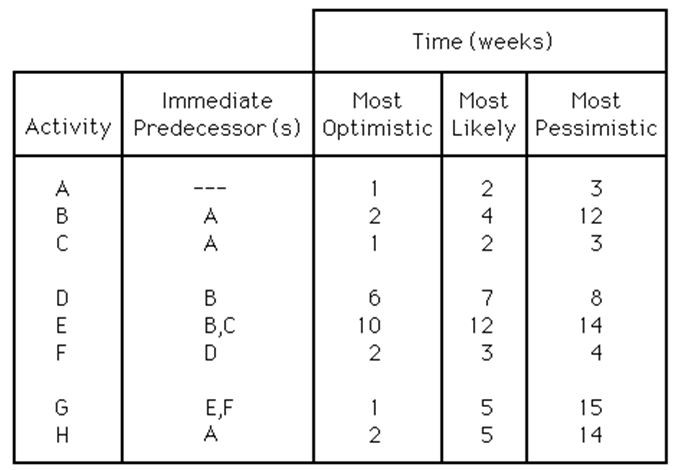 Time (weeks)
Immediate Most Most Most
Activity Predecessor (s) Optimistic Likely Pessimistic
A --- 1 2 3
B A 2 4 12
C A 1 2 3
D B 6 7 8
E B,C 10 12 14
F D 2 3 4
G E,F 1 5 15
H A 2 5 14